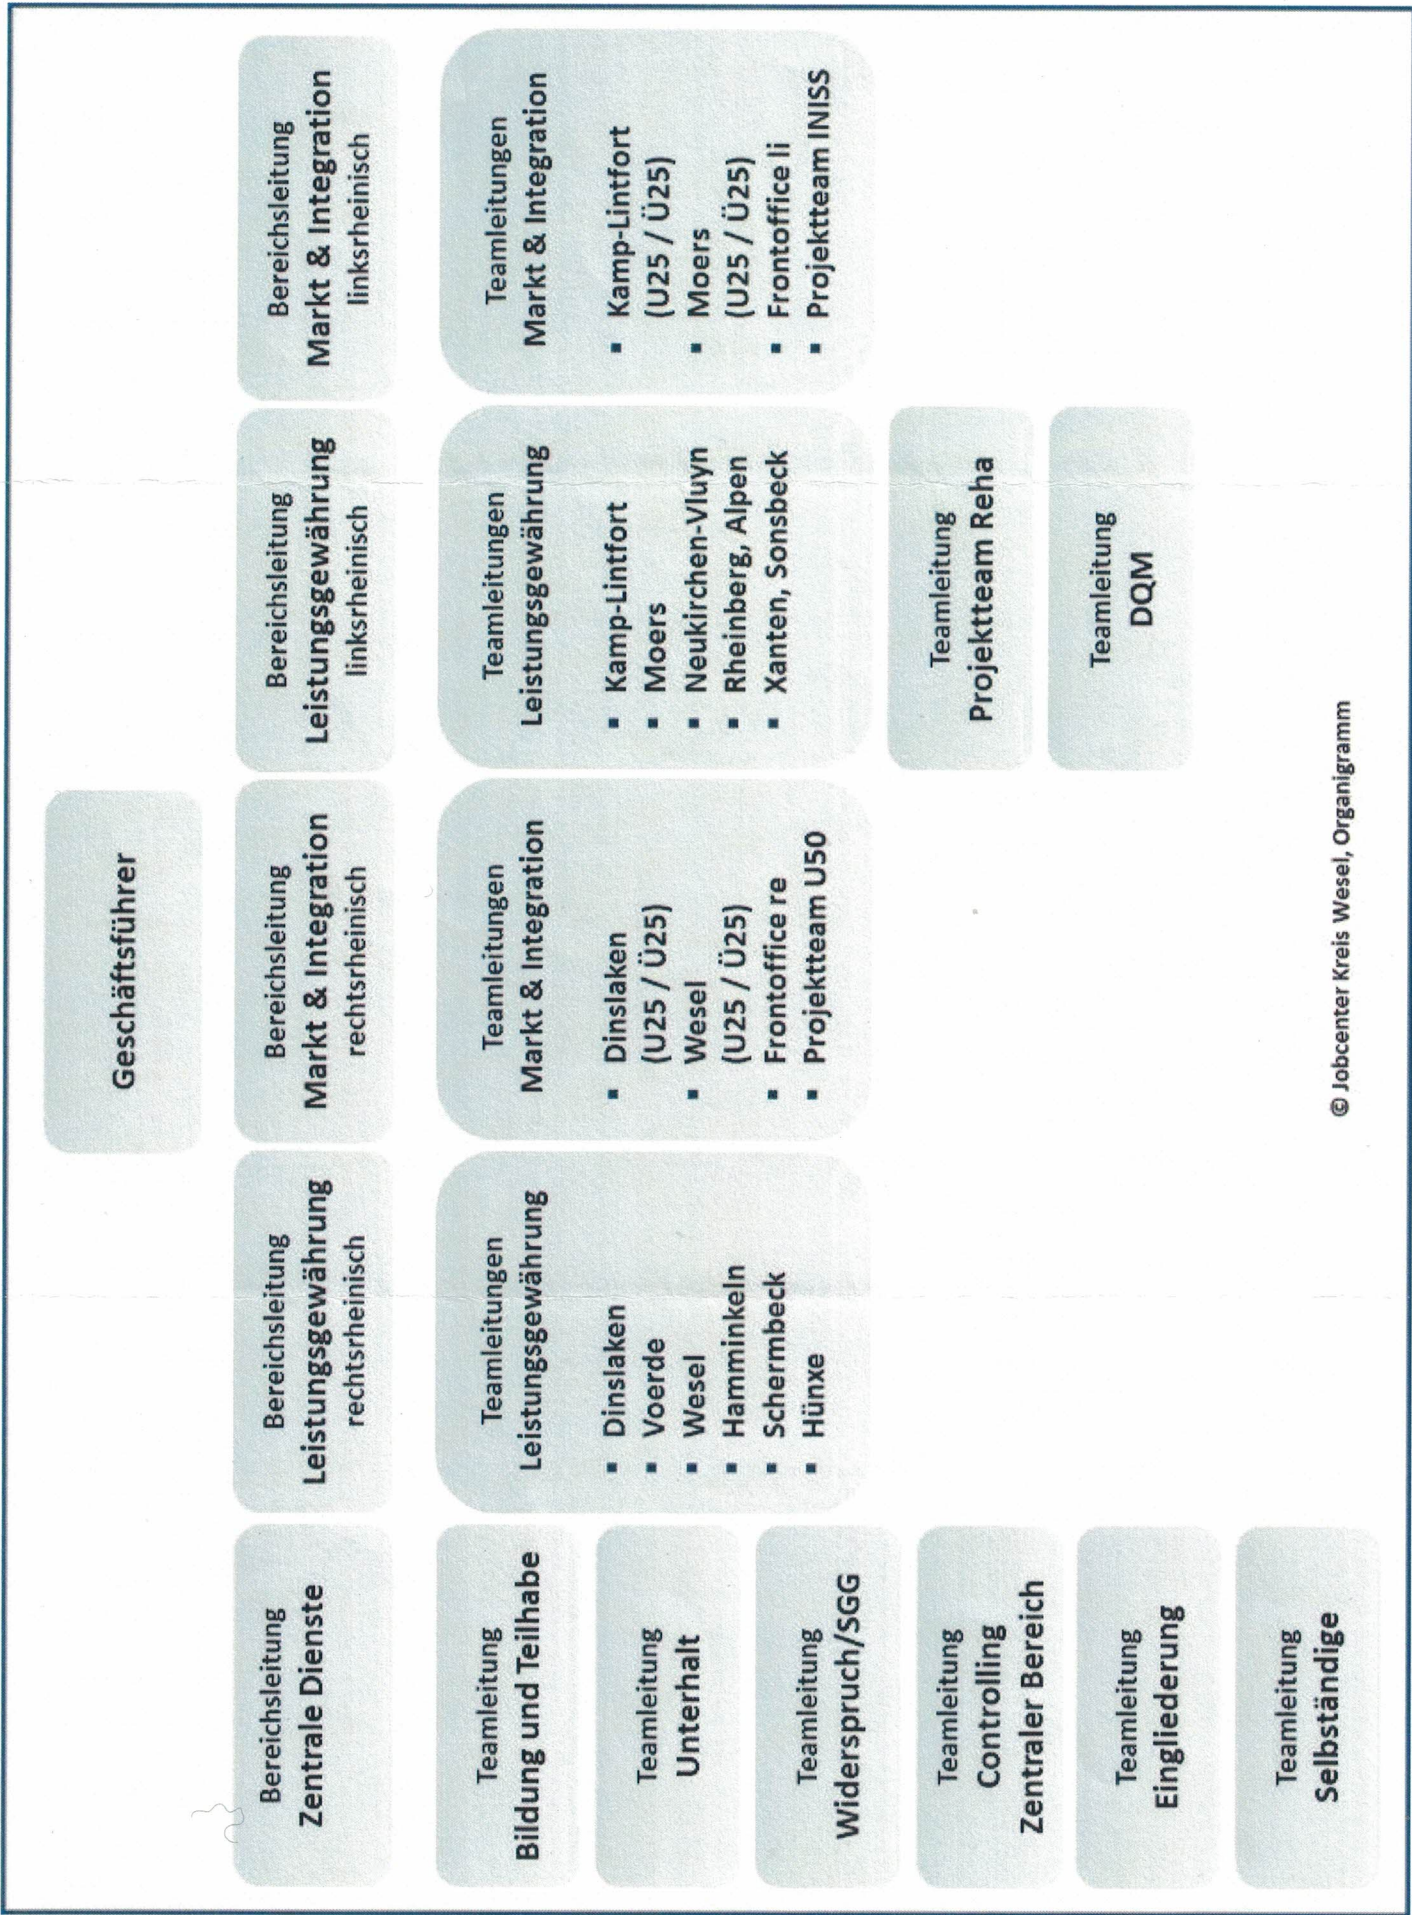 Geschäftsführer
Bereichsleitung
Zentrale Dienste
Bereichsleitung
Leistungsgewährung
rechtsrheinisch
Bereichsleitung
Markt & Integration
rechtsrheinisch
Bereichsleitung
Leistungsgewährung
linksrheinisch
Bereichsleitung
Markt & Integration
linksrheinisch
Teamleitung
Bildung und Teilhabe
Teamleitung
Unterhalt
Teamleitung
Widerspruch/SGG
Teamleitung
Controlling
Zentraler Bereich
Teamleitung
Eingliederung
Teamleitung
Selbständige
Teamleitungen
Leistungsgewährung
▪ Dinslaken
▪ Voerde
▪ Wesel
▪ Hamminkeln
▪ Schermbeck
▪ Hünxe
Teamleitungen
Markt & Integration
▪ Dinslaken
(U25 / Ü25)
▪ Wesel
(U25 / Ü25)
▪ Frontoffice re
▪ Projektteam U50
Teamleitungen
Leistungsgewährung
▪ Kamp-Lintfort
▪ Moers
▪ Neukirchen-Vluyn
▪ Rheinberg, Alpen
▪ Xanten, Sonsbeck
Teamleitung
Projektteam Reha
Teamleitung
DQM
Teamleitungen
Markt & Integration
▪ Kamp-Lintfort
(U25 / Ü25)
▪ Moers
(U25 / Ü25)
▪ Frontoffice li
▪ Projektteam INISS
© Jobcenter Kreis Wesel, Organigramm